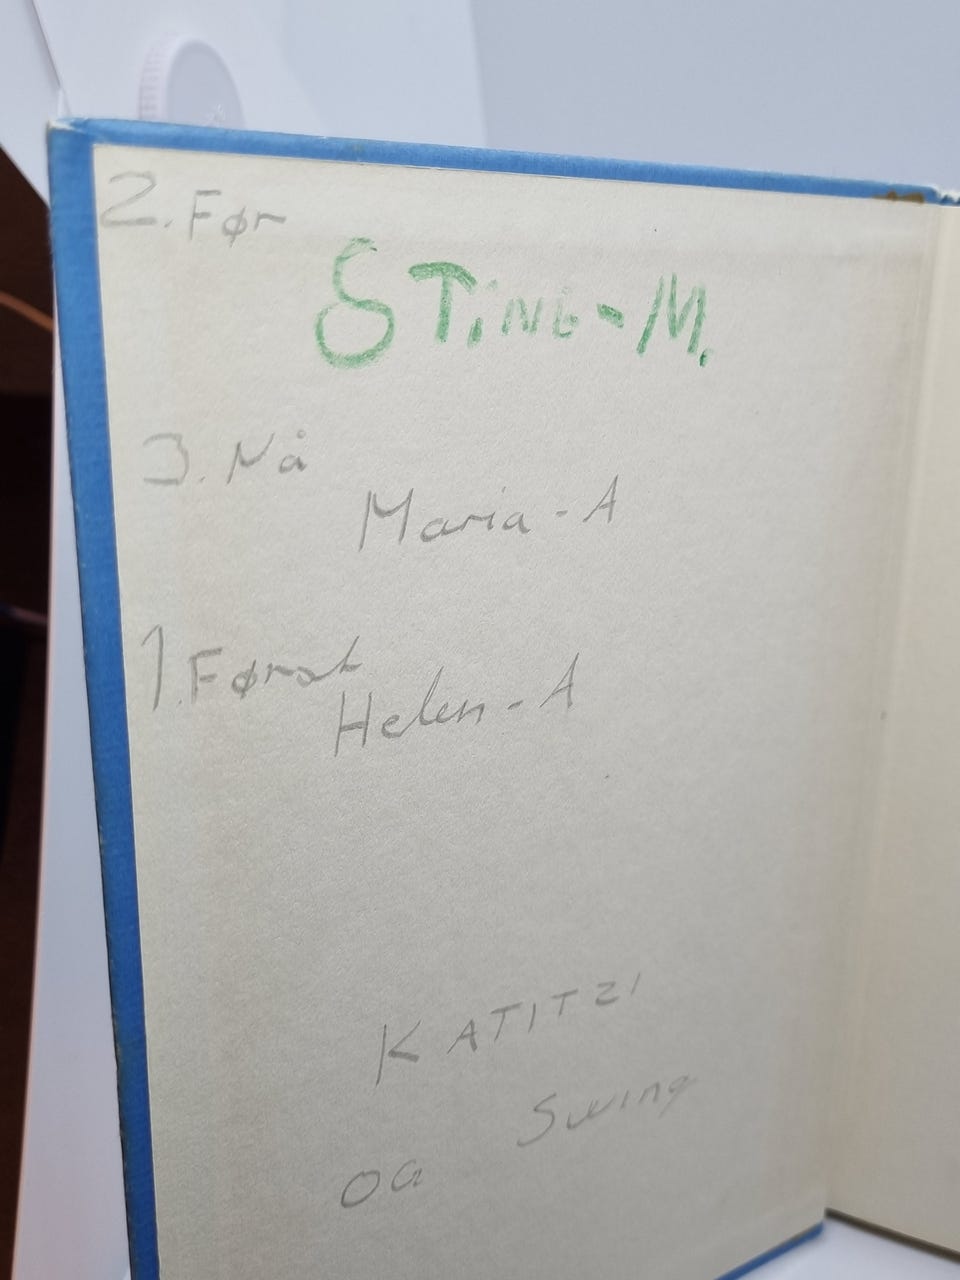 2. Før
STiNE-M.
3. Nå
Maria-A
1. Først
Helen-A
KATITZI
OG Swing